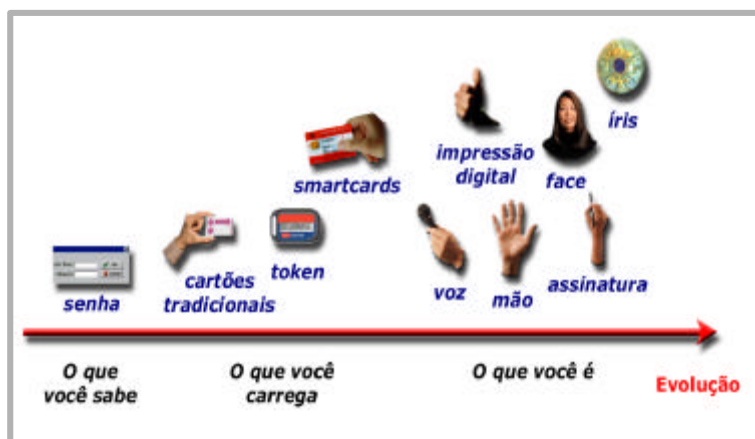 íris
impressão
digital
face
smartcards
token
cartões
tradicionais
senha
voz
mão
assinatura
O que
você sabe
O que você
carrega
O que você é
Evolução